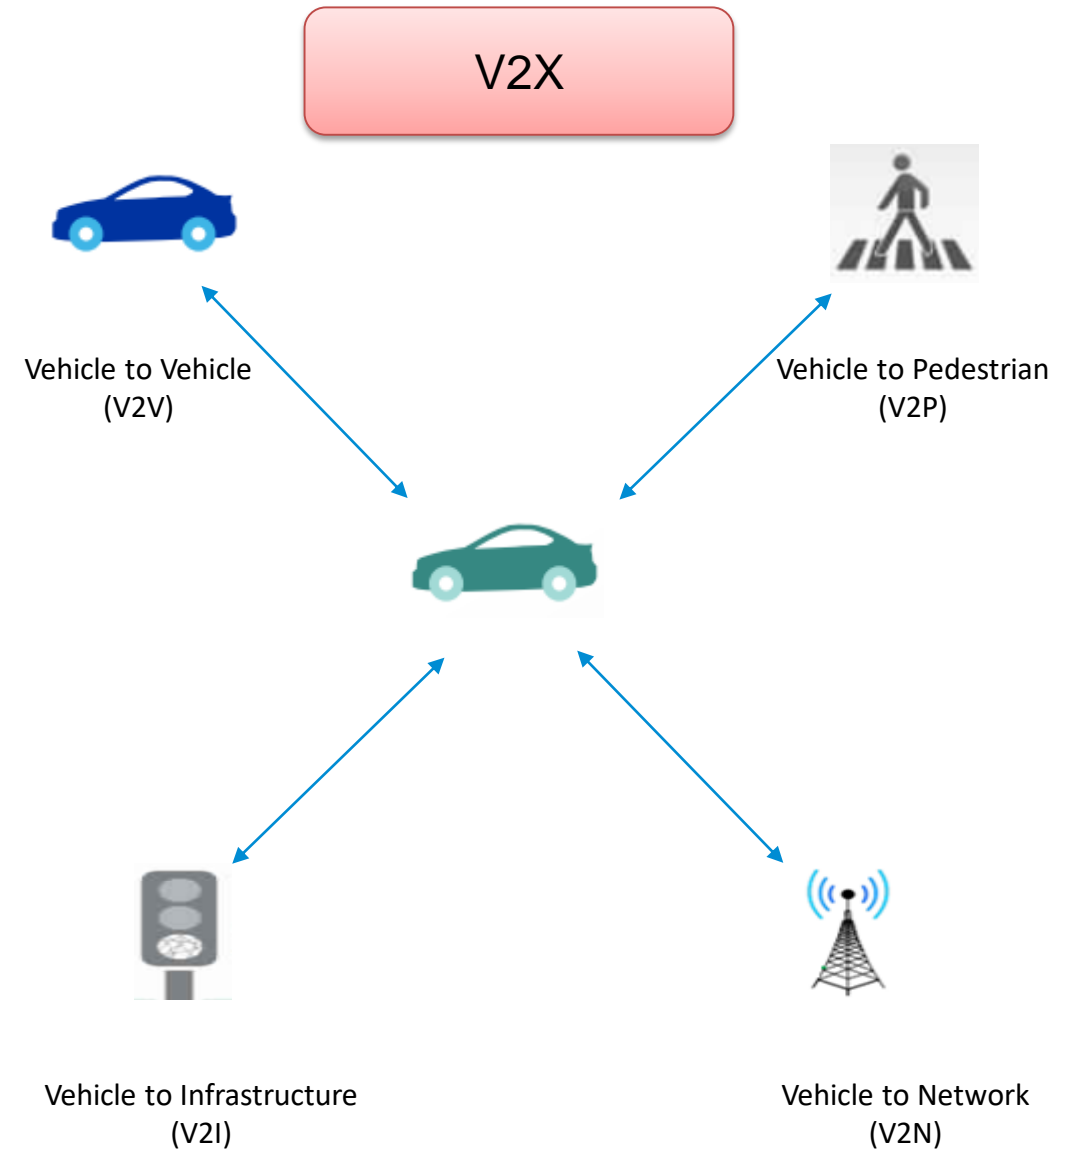 V2X
Vehicle to Vehicle
(V2V)
Vehicle to Pedestrian
(V2P)
Vehicle to Infrastructure
(V2I)
Vehicle to Network
(V2N)